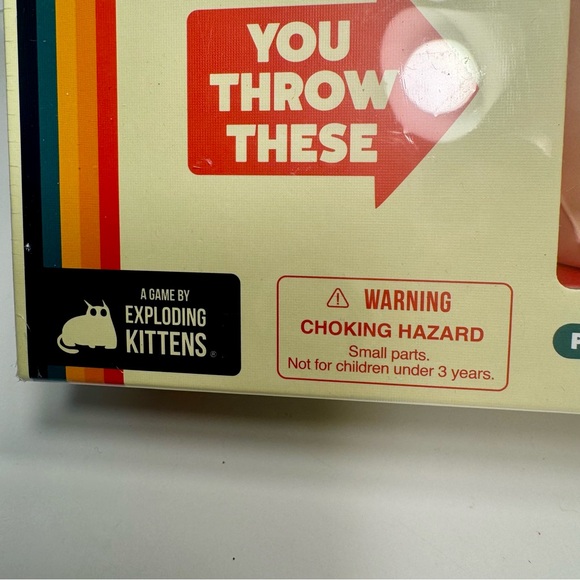 YOU
THROW
THESE
A GAME BY
EXPLODING
KITTENS®
⚠ WARNING
CHOKING HAZARD
Small parts.
Not for children under 3 years.